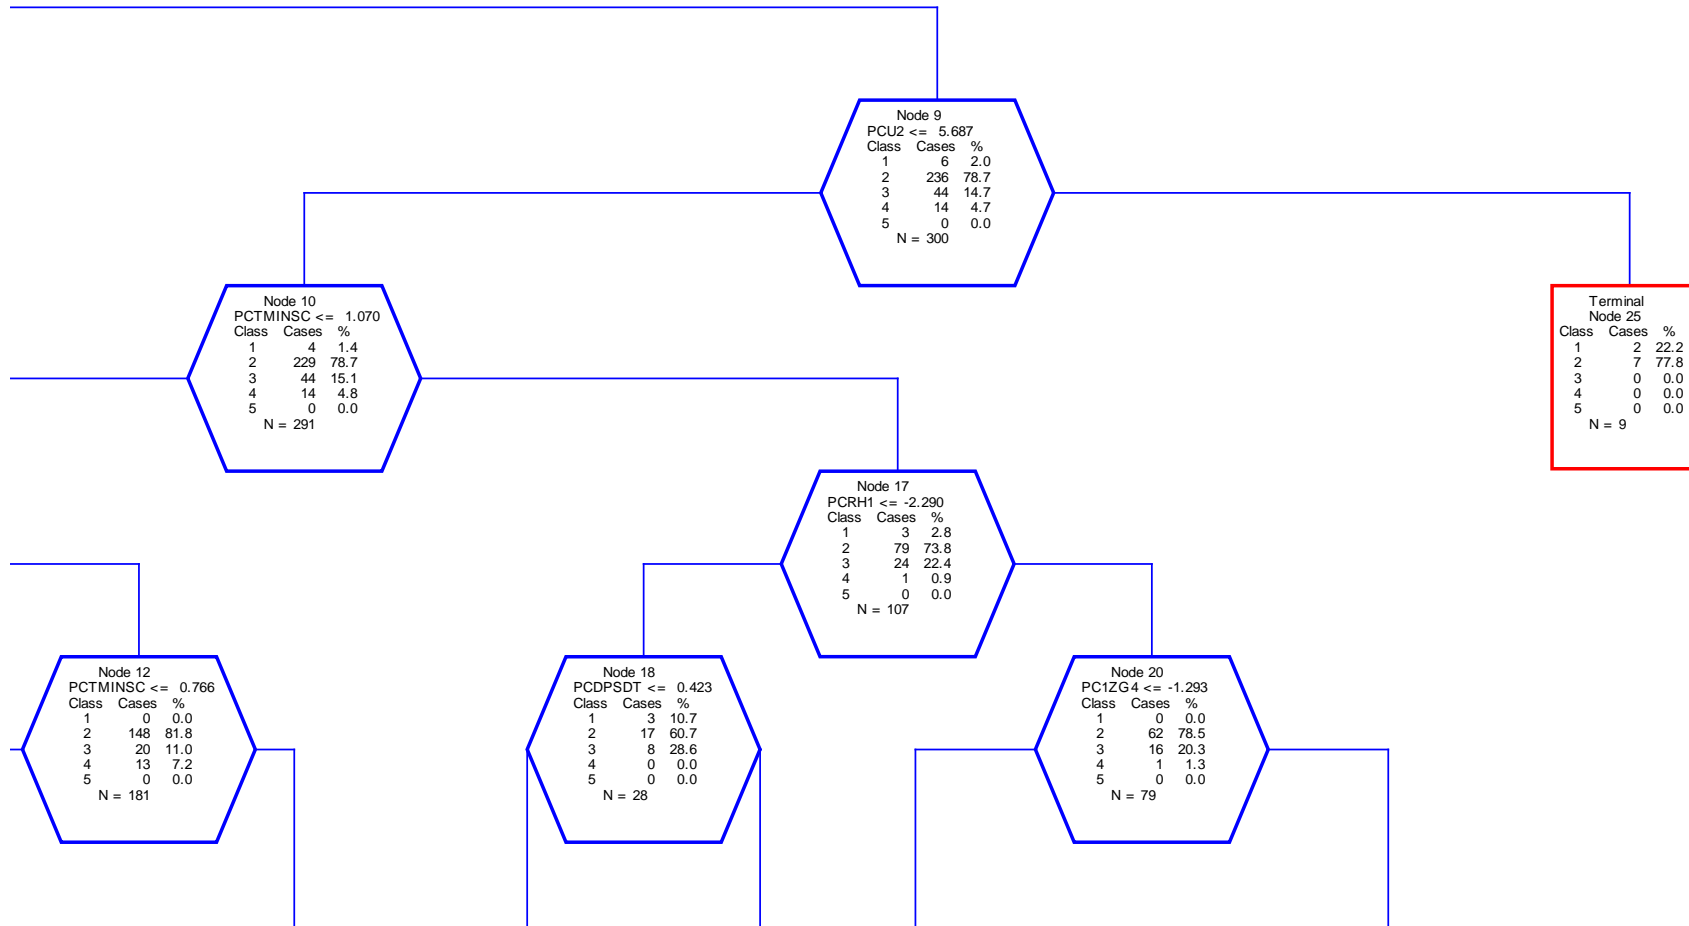 Node 9
PCU2 <= 5.687
Class Cases %
1 6 2.0
2 236 78.7
3 44 14.7
4 14 4.7
5 0 0.0
N = 300
Node 10
PCTMINSC <= 1.070
Class Cases %
1 4 1.4
2 229 78.7
3 44 15.1
4 14 4.8
5 0 0.0
N = 291
Terminal
Node 25
Class Cases %
1 2 22.2
2 7 77.8
3 0 0.0
4 0 0.0
5 0 0.0
N = 9
Node 17
PCRH1 <= -2.290
Class Cases %
1 3 2.8
2 79 73.8
3 24 22.4
4 1 0.9
5 0 0.0
N = 107
Node 12
PCTMINSC <= 0.766
Class Cases %
1 0 0.0
2 148 81.8
3 20 11.0
4 13 7.2
5 0 0.0
N = 181
Node 18
PCDPSDT <= 0.423
Class Cases %
1 3 10.7
2 17 60.7
3 8 28.6
4 0 0.0
5 0 0.0
N = 28
Node 20
PC1ZG4 <= -1.293
Class Cases %
1 0 0.0
2 62 78.5
3 16 20.3
4 1 1.3
5 0 0.0
N = 79